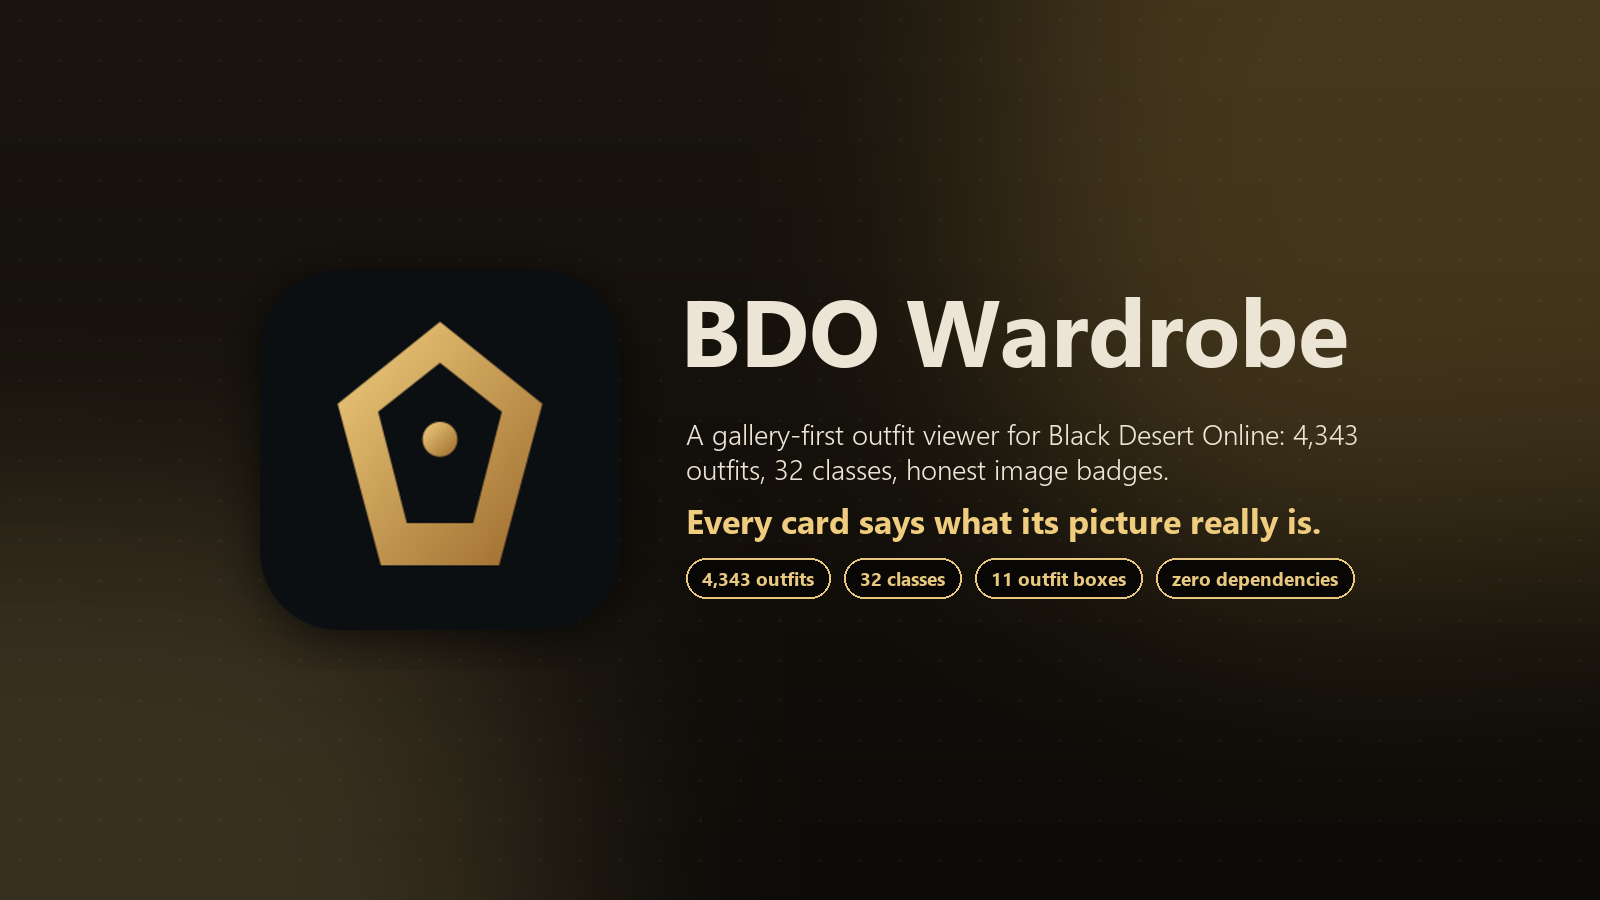 BDO Wardrobe
A gallery-first outfit viewer for Black Desert Online: 4,343
outfits, 32 classes, honest image badges.
Every card says what its picture really is.
4,343 outfits 32 classes 11 outfit boxes zero dependencies